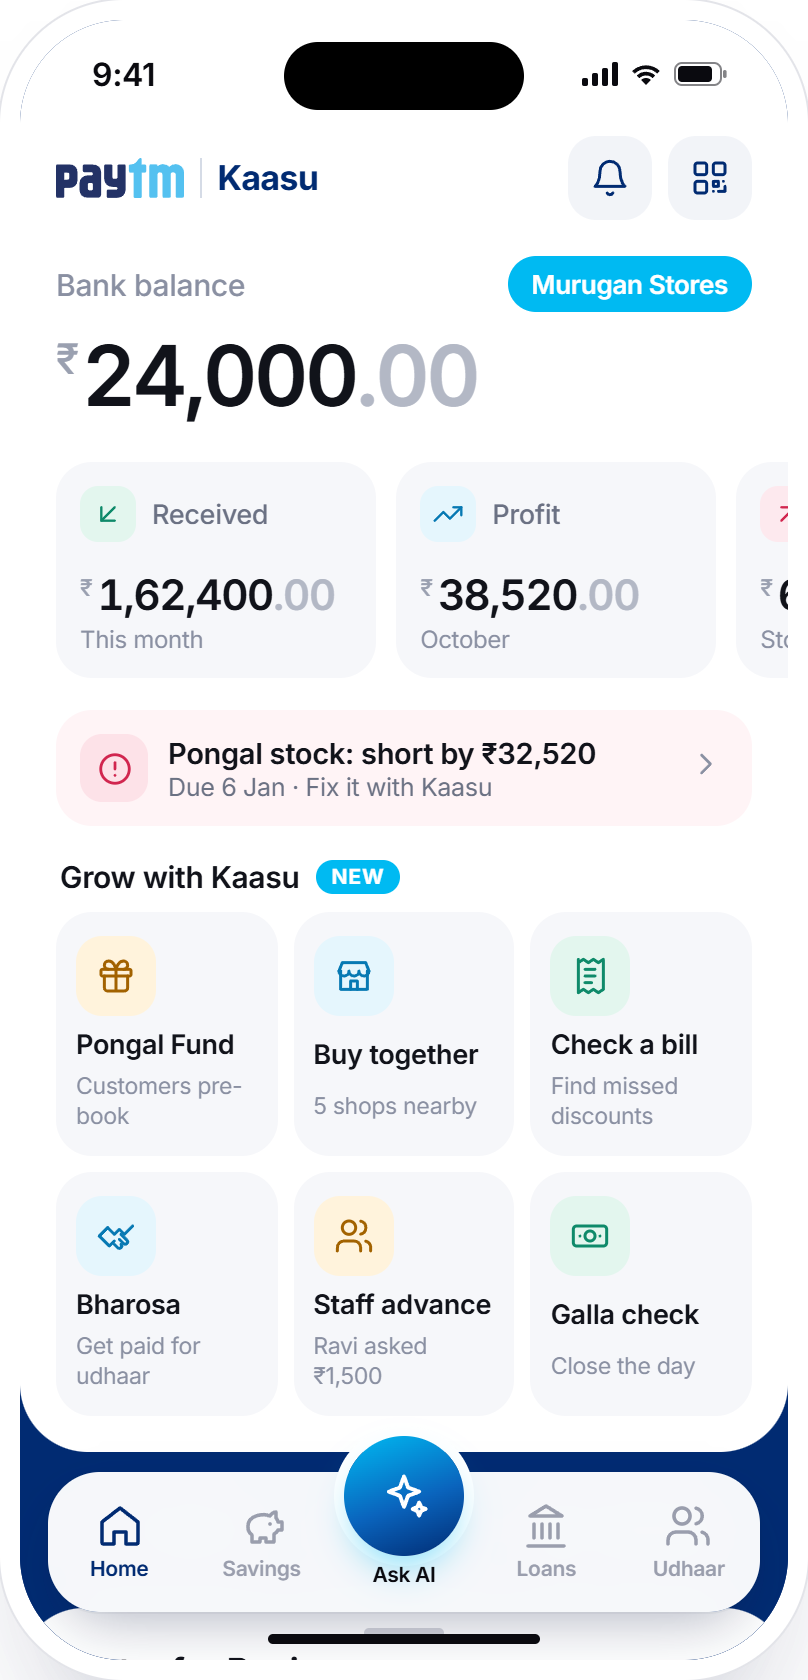 9:41
paytm Kaasu
Bank balance
Murugan Stores
₹24,000.00
Received
₹1,62,400.00
This month
Profit
₹38,520.00
October
₹
Pongal stock: short by ₹32,520
Due 6 Jan · Fix it with Kaasu
Grow with Kaasu NEW
Pongal Fund
Customers pre-
book
Buy together
5 shops nearby
Check a bill
Find missed
discounts
Bharosa
Get paid for
udhaar
Staff advance
Ravi asked
₹1,500
Galla check
Close the day
Home
Savings
Ask AI
Loans
Udhaar